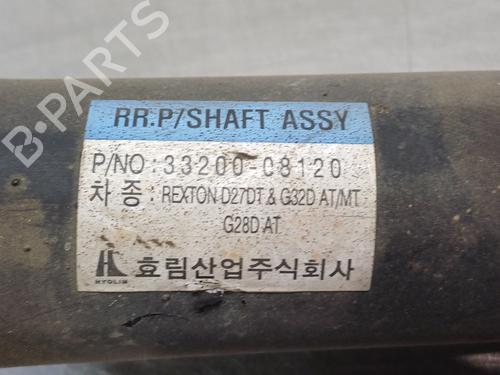 RR.P/SHAFT ASSY
P/NO : 33200-C8120
차 종 : REXTON D27DT & G32D AT/MT
G28D AT
HYOLIM
효림산업주식회사
B-PARTS